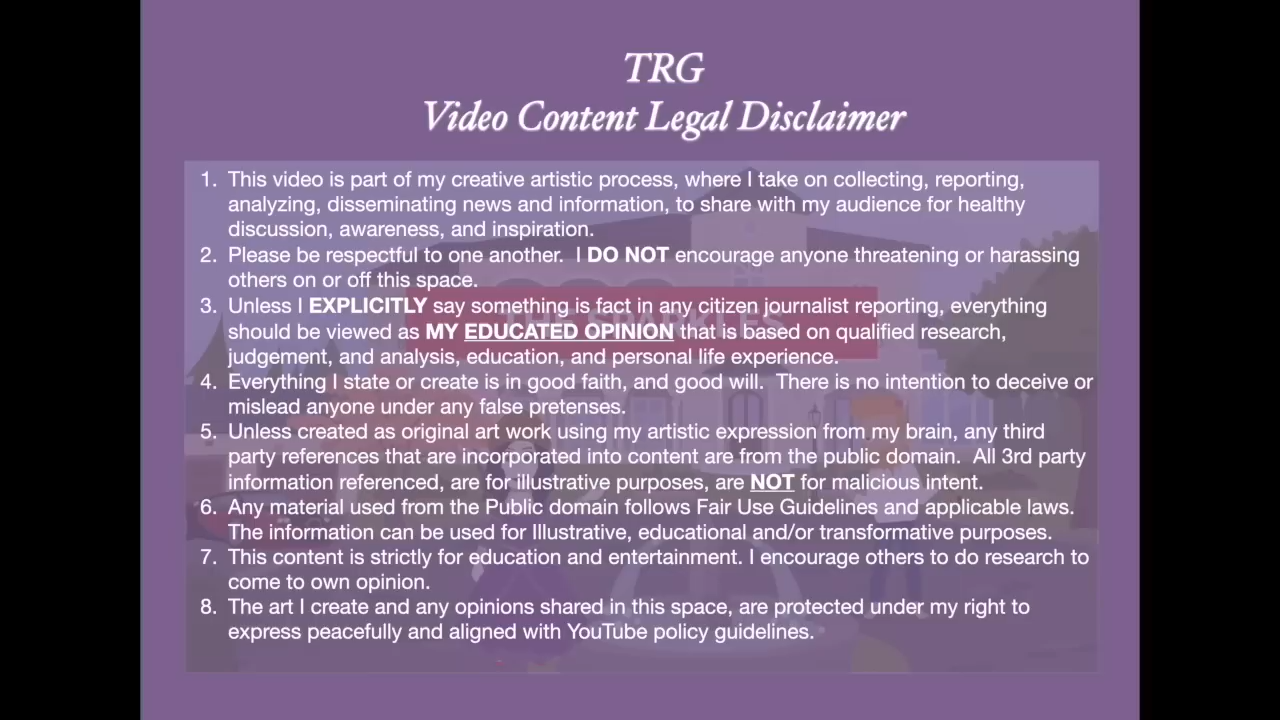 TRG
Video Content Legal Disclaimer
1. This video is part of my creative artistic process, where I take on collecting, reporting,
analyzing, disseminating news and information, to share with my audience for healthy
discussion, awareness, and inspiration.
2. Please be respectful to one another.  I DO NOT encourage anyone threatening or harassing
others on or off this space.
3. Unless I EXPLICITLY say something is fact in any citizen journalist reporting, everything
should be viewed as MY EDUCATED OPINION that is based on qualified research,
judgement, and analysis, education, and personal life experience.
4. Everything I state or create is in good faith, and good will.  There is no intention to deceive or
mislead anyone under any false pretenses.
5. Unless created as original art work using my artistic expression from my brain, any third
party references that are incorporated into content are from the public domain.  All 3rd party
information referenced, are for illustrative purposes, are NOT for malicious intent.
6. Any material used from the Public domain follows Fair Use Guidelines and applicable laws.
The information can be used for Illustrative, educational and/or transformative purposes.
7. This content is strictly for education and entertainment. I encourage others to do research to
come to own opinion.
8. The art I create and any opinions shared in this space, are protected under my right to
express peacefully and aligned with YouTube policy guidelines.